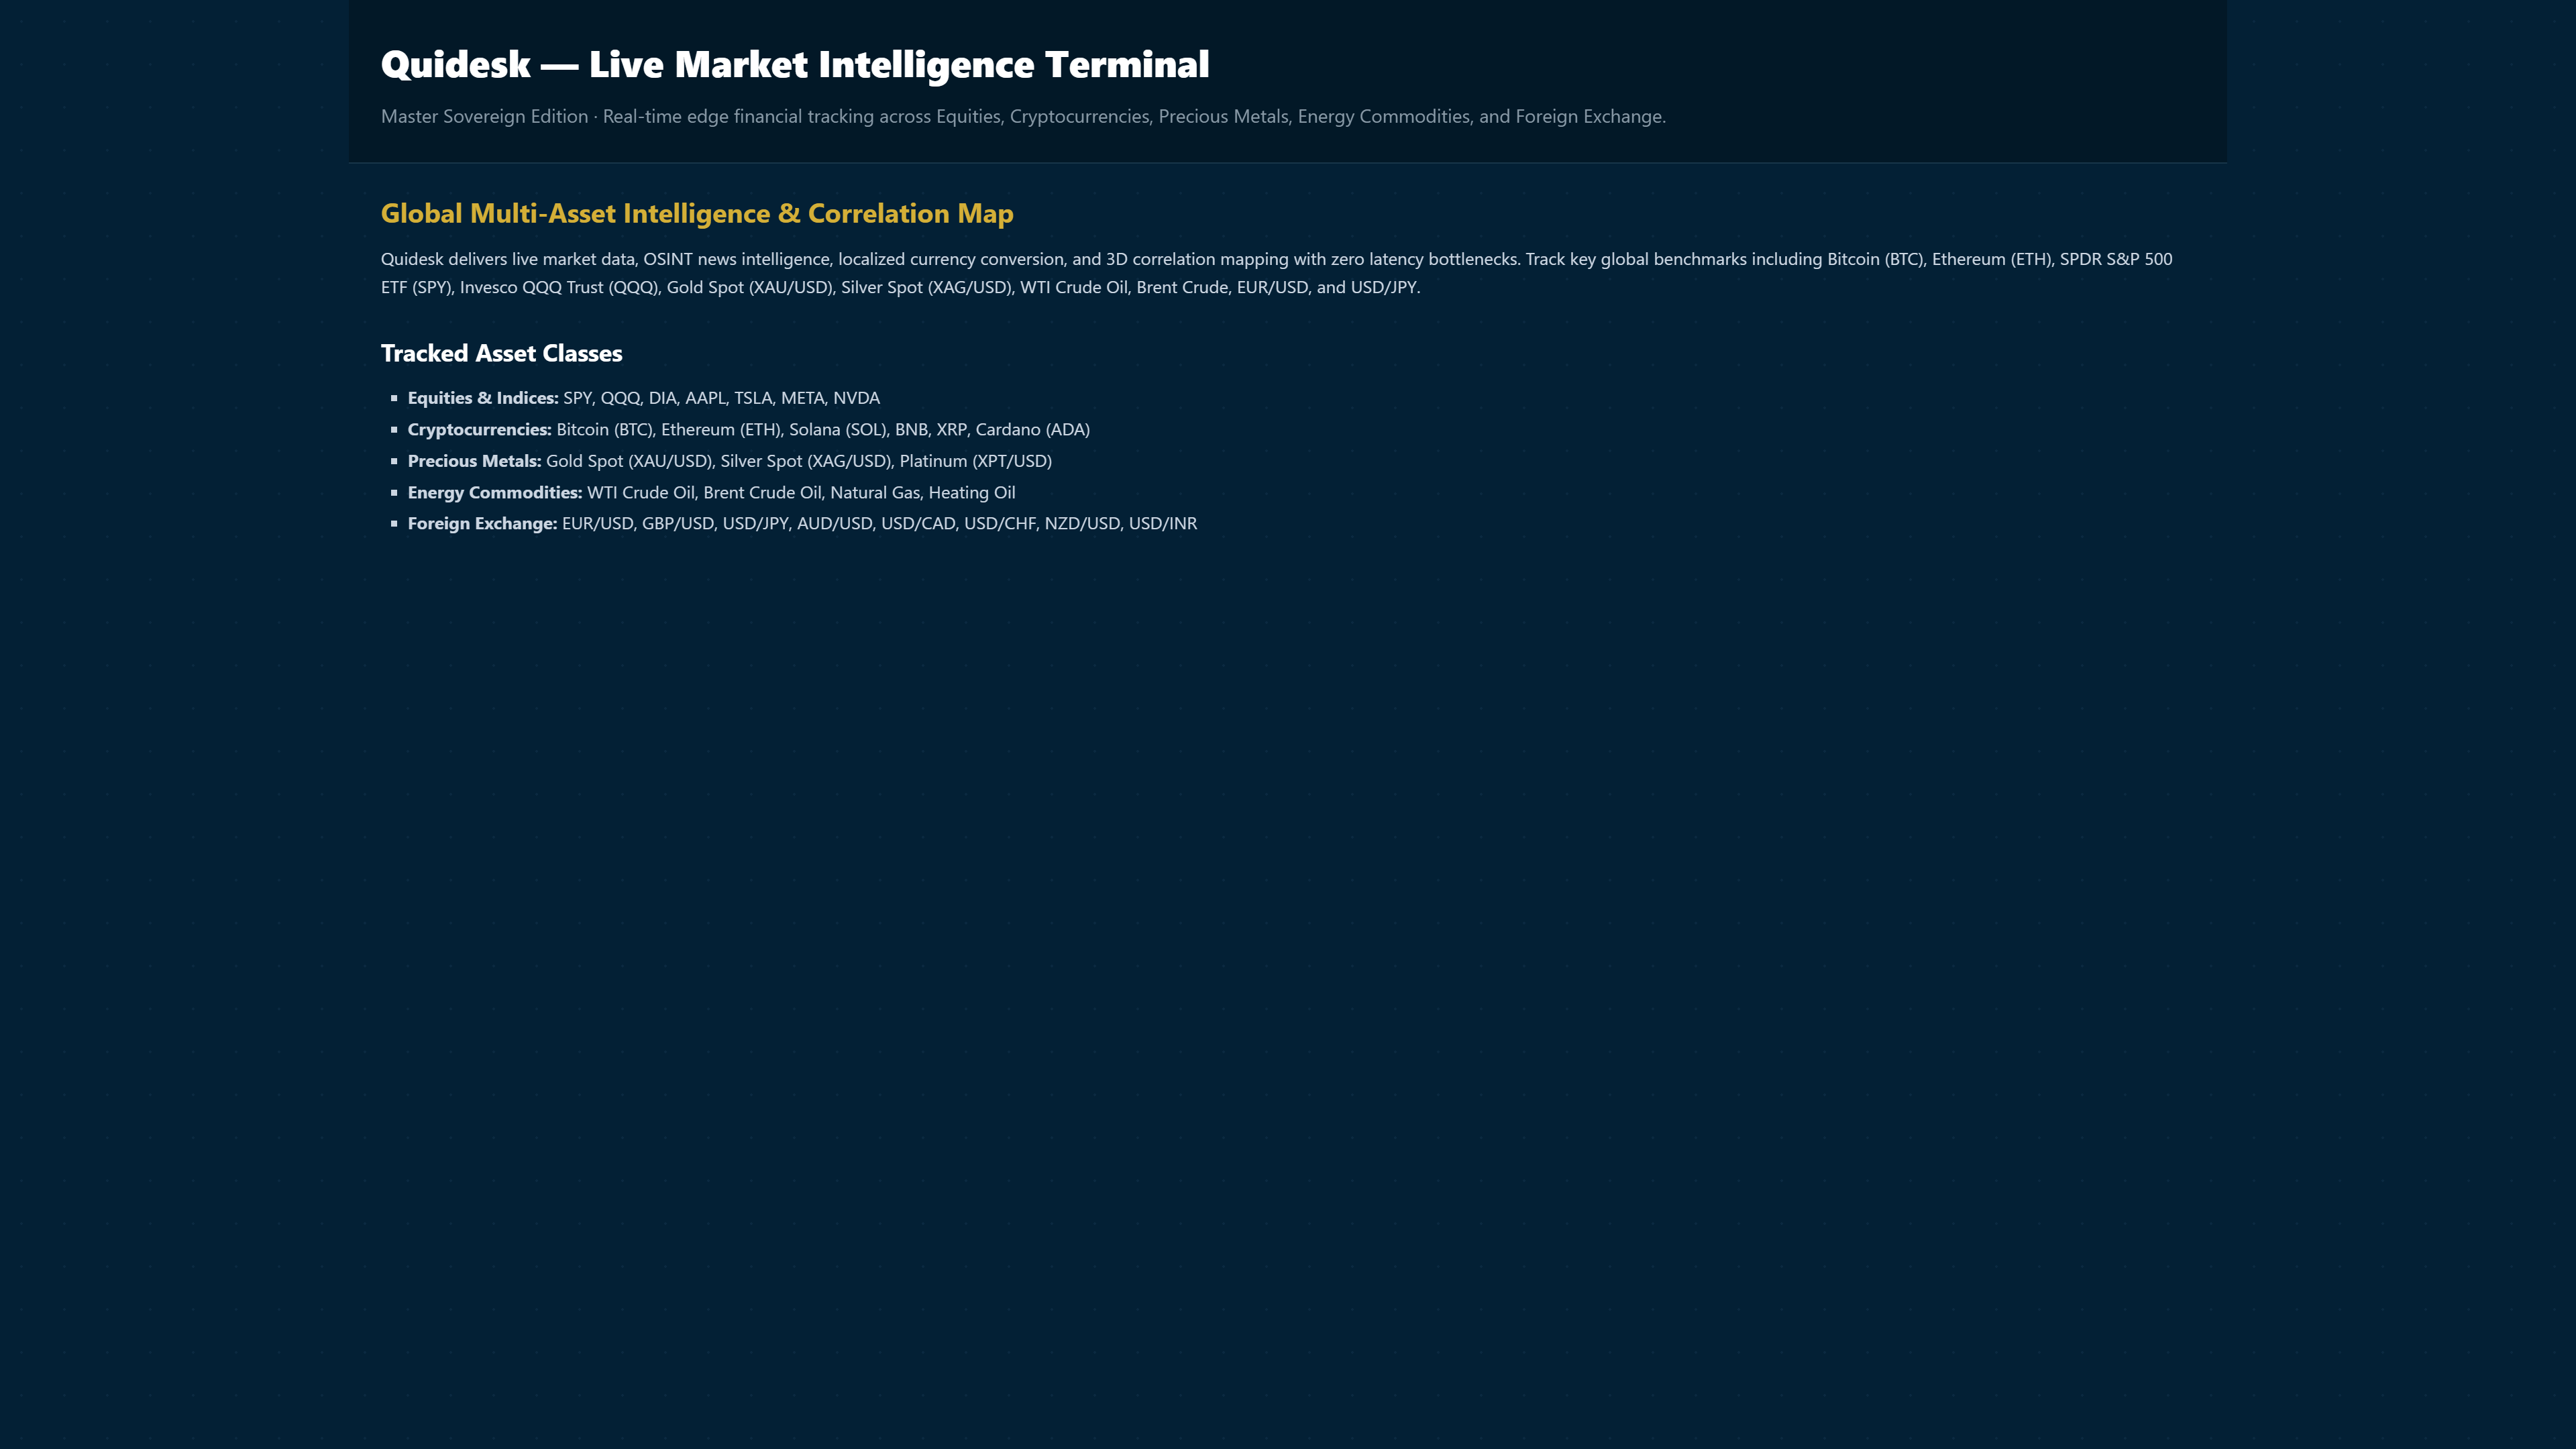 Quidesk — Live Market Intelligence Terminal
Master Sovereign Edition · Real-time edge financial tracking across Equities, Cryptocurrencies, Precious Metals, Energy Commodities, and Foreign Exchange.
Global Multi-Asset Intelligence & Correlation Map
Quidesk delivers live market data, OSINT news intelligence, localized currency conversion, and 3D correlation mapping with zero latency bottlenecks. Track key global benchmarks including Bitcoin (BTC), Ethereum (ETH), SPDR S&P 500
ETF (SPY), Invesco QQQ Trust (QQQ), Gold Spot (XAU/USD), Silver Spot (XAG/USD), WTI Crude Oil, Brent Crude, EUR/USD, and USD/JPY.
Tracked Asset Classes
▪ Equities & Indices: SPY, QQQ, DIA, AAPL, TSLA, META, NVDA
▪ Cryptocurrencies: Bitcoin (BTC), Ethereum (ETH), Solana (SOL), BNB, XRP, Cardano (ADA)
▪ Precious Metals: Gold Spot (XAU/USD), Silver Spot (XAG/USD), Platinum (XPT/USD)
▪ Energy Commodities: WTI Crude Oil, Brent Crude Oil, Natural Gas, Heating Oil
▪ Foreign Exchange: EUR/USD, GBP/USD, USD/JPY, AUD/USD, USD/CAD, USD/CHF, NZD/USD, USD/INR